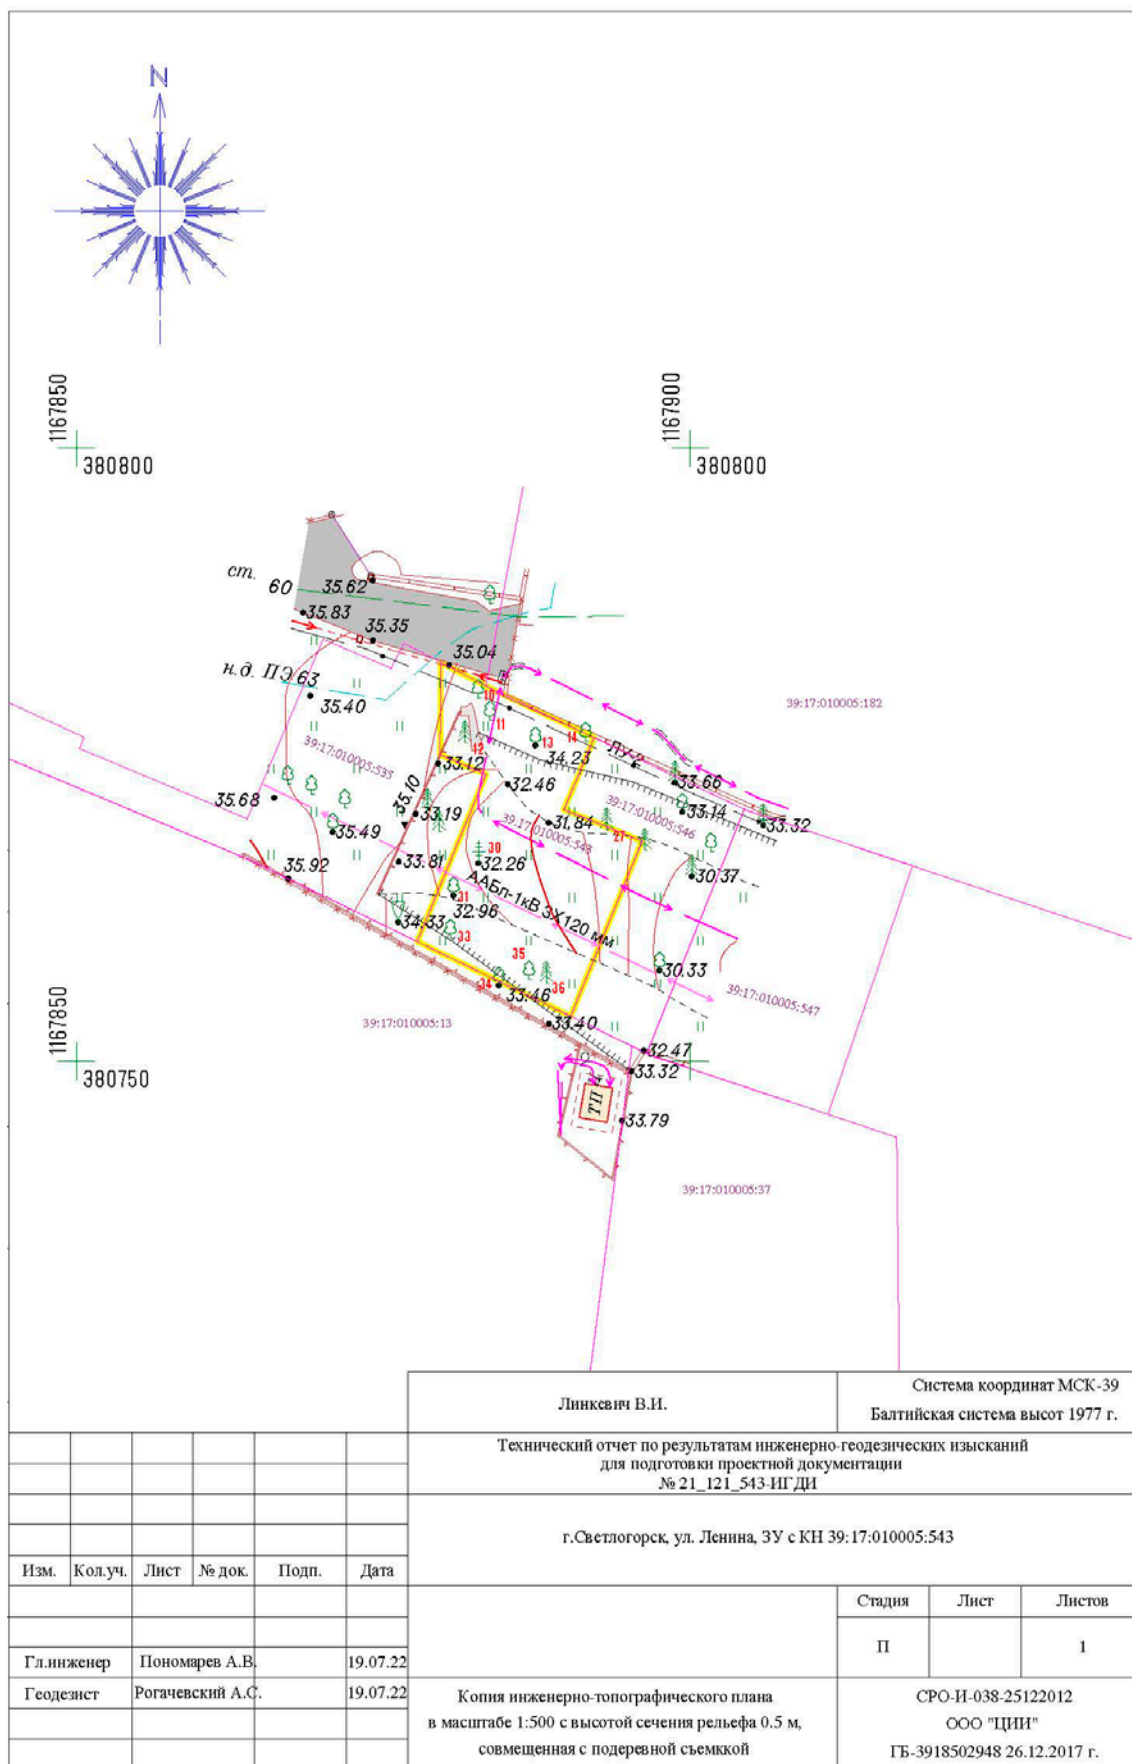 N
1167850
380800
1167900
380800
ст.
60
35.62
35.83
35.35
35.04
н.д. ПЭ 63
35.40
10
11
12
13
14
39:17:010005:182
39:17:010005:535
34.23
ЛУ-2
33.12
32.46
33.66
35.10
33.14
35.68
33.19
31.84
39:17:010005:546
33.32
35.49
39:17:010005:543
27
30
33.81
32.26
30.37
35.92
ААБл-1кВ 3Х120 мм
31
32.96
34.33
33
35
30.33
34
36
33.46
39:17:010005:547
39:17:010005:13
33.40
1167850
380750
32.47
33.32
ТП
33.79
39:17:010005:37
Линкевич В.И.
Система координат МСК-39
Балтийская система высот 1977 г.
Технический отчет по результатам инженерно-геодезических изысканий
для подготовки проектной документации
№ 21_121_543-ИГДИ
г.Светлогорск, ул. Ленина, ЗУ с КН 39:17:010005:543
Изм. Кол.уч. Лист № док. Подп. Дата
Стадия Лист Листов
П 1
Гл.инженер Пономарев А.В. 19.07.22
Геодезист Рогачевский А.С. 19.07.22
Копия инженерно-топографического плана
в масштабе 1:500 с высотой сечения рельефа 0.5 м,
совмещенная с подеревной съемккой
СРО-И-038-25122012
ООО "ЦИИ"
ГБ-3918502948 26.12.2017 г.